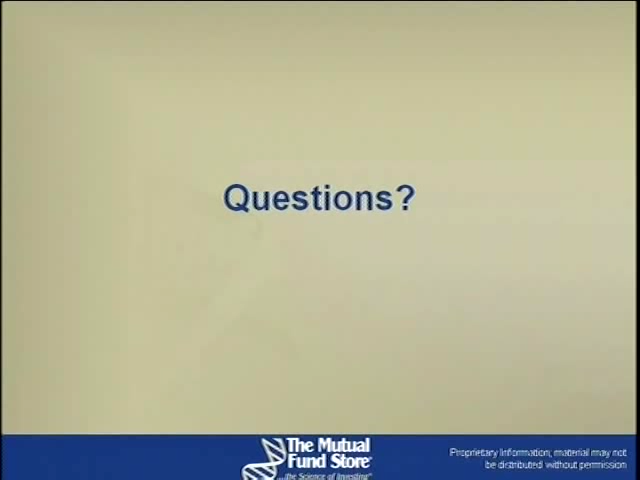 Questions?
The Mutual
Fund Store
...the Science of Investing
Proprietary Information, material may not
be distributed without permission